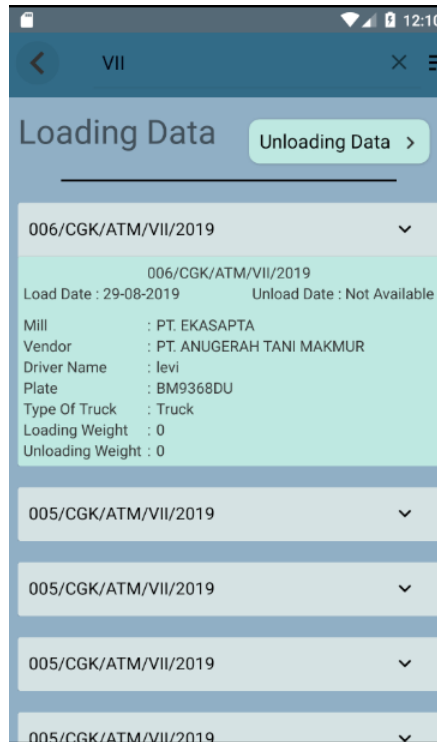 12:10
VII
Loading Data
Unloading Data
006/CGK/ATM/VII/2019
006/CGK/ATM/VII/2019
Load Date : 29-08-2019 Unload Date : Not Available
Mill : PT. EKASAPTA
Vendor : PT. ANUGERAH TANI MAKMUR
Driver Name : levi
Plate : BM9368DU
Type Of Truck : Truck
Loading Weight : 0
Unloading Weight : 0
005/CGK/ATM/VII/2019
005/CGK/ATM/VII/2019
005/CGK/ATM/VII/2019
005/CGK/ATM/VII/2019